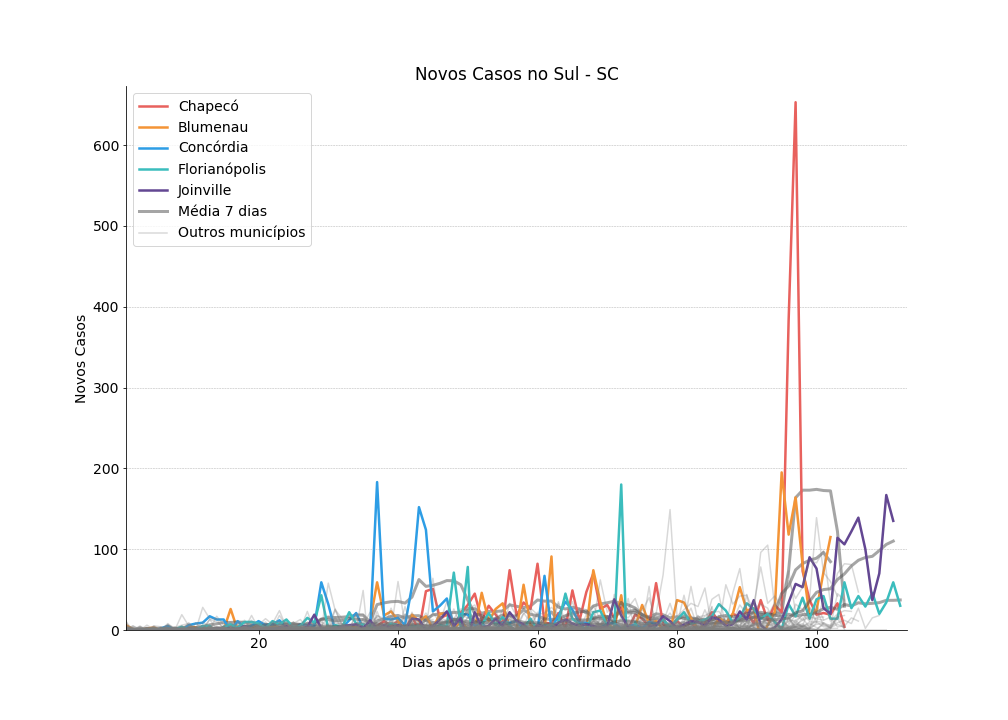 Novos Casos no Sul - SC
Chapecó
Blumenau
Concórdia
Florianópolis
Joinville
Média 7 dias
Outros municípios
Novos Casos
600
500
400
300
200
100
0
20
40
60
80
100
Dias após o primeiro confirmado